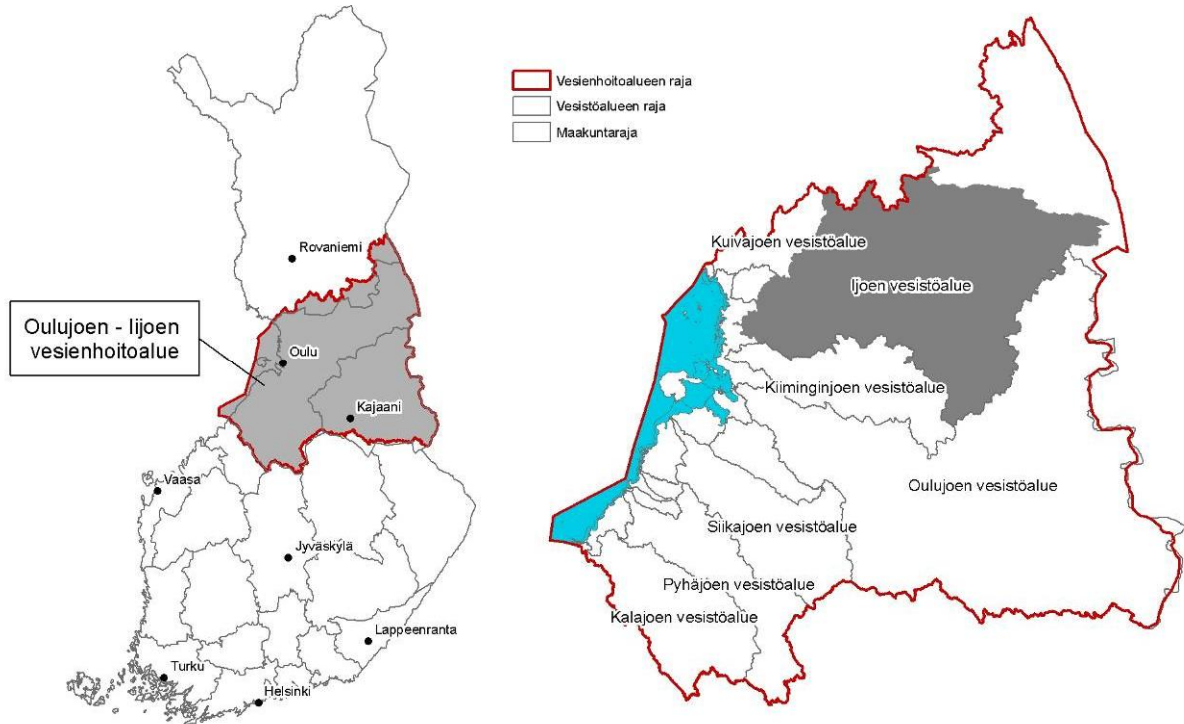 Rovaniemi
Oulujoen - Iijoen
vesienhoitoalue
Oulu
Kajaani
Vaasa
Jyväskylä
Lappeenranta
Turku
Helsinki
Vesienhoitoalueen raja
Vesistöalueen raja
Maakuntaraja
Kuivajoen vesistöalue
Ijoen vesistöalue
Kiiminginjoen vesistöalue
Oulujoen vesistöalue
Siikajoen vesistöalue
Pyhäjoen vesistöalue
Kalajoen vesistöalue